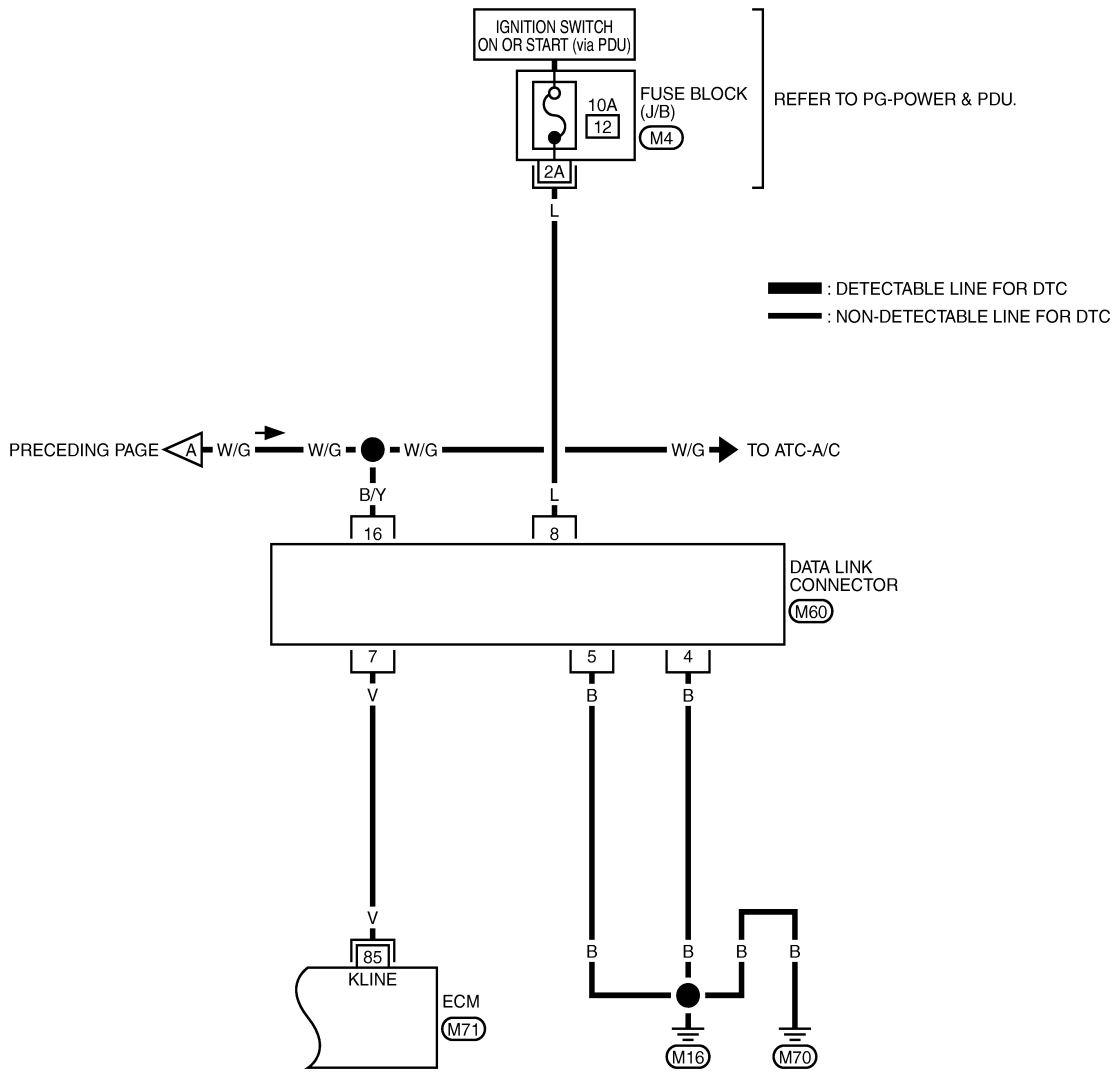 IGNITION SWITCH
ON OR START (via PDU)
FUSE BLOCK
(J/B)
10A
12
M4
REFER TO PG-POWER & PDU.
2A
L
: DETECTABLE LINE FOR DTC
: NON-DETECTABLE LINE FOR DTC
PRECEDING PAGE
A
W/G
W/G
W/G
W/G
TO ATC-A/C
B/Y
L
16
8
DATA LINK
CONNECTOR
M60
7
5
4
V
B
B
V
85
KLINE
ECM
M71
B
B
B
B
M16
M70